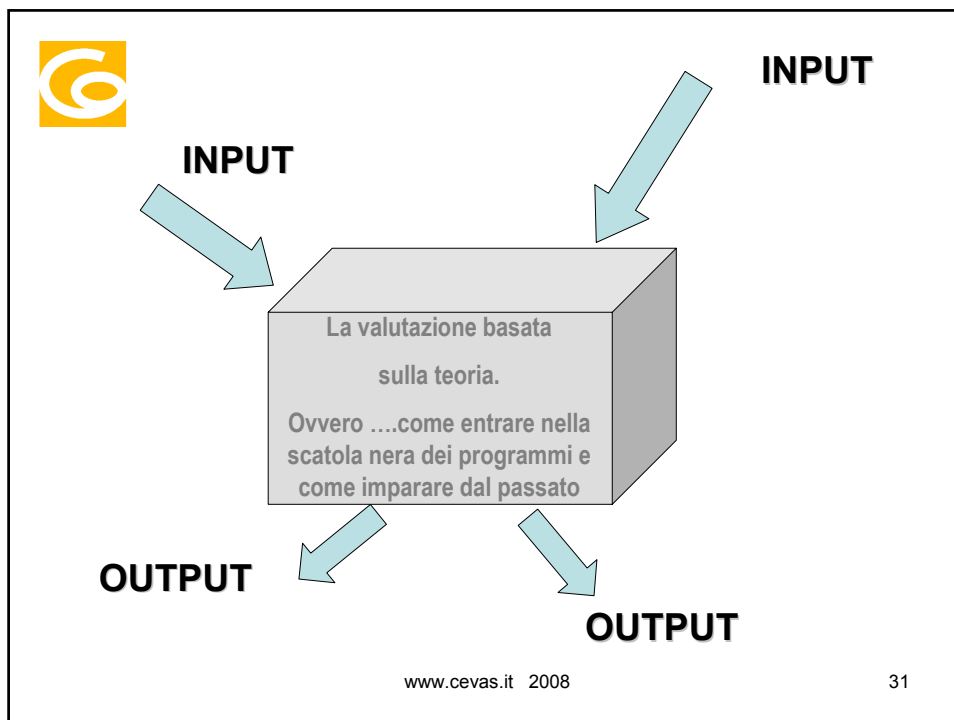 INPUT
INPUT
La valutazione basata
sulla teoria.
Ovvero ….come entrare nella
scatola nera dei programmi e
come imparare dal passato
OUTPUT
OUTPUT
www.cevas.it 2008
31